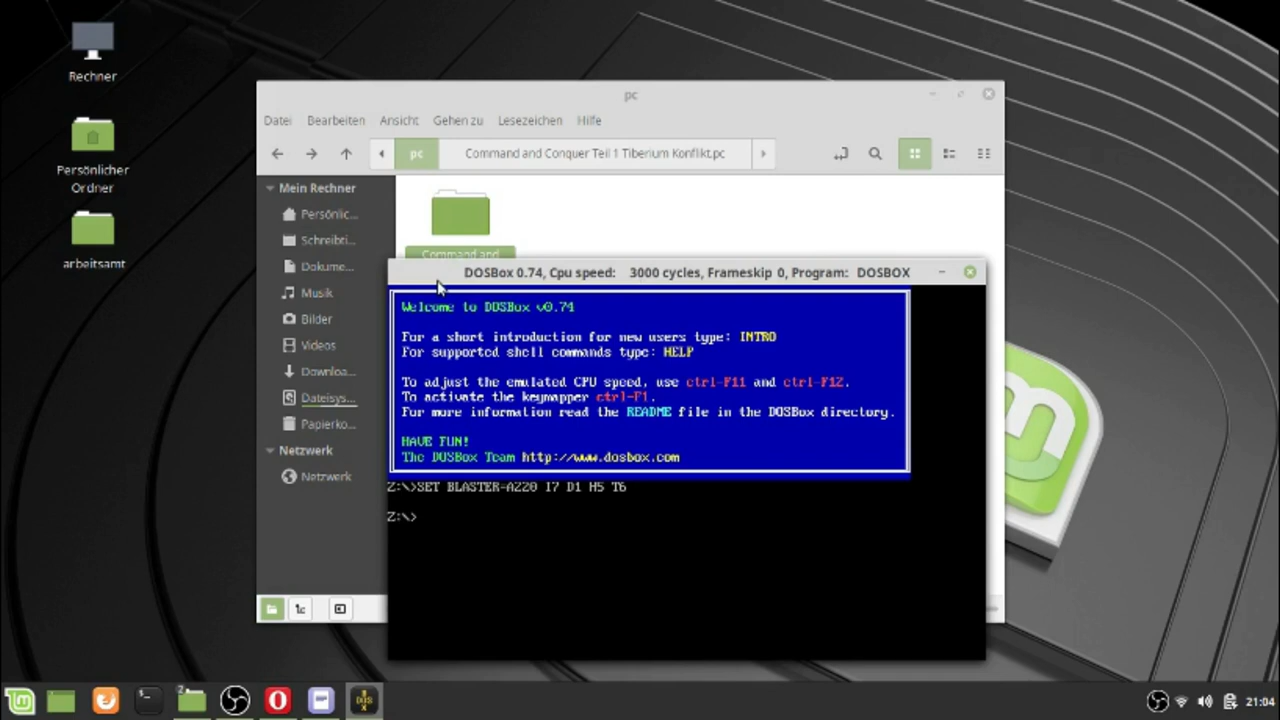 Rechner
Persönlicher
Ordner
arbeitsamt
pc
Datei Bearbeiten Ansicht Gehen zu Lesezeichen Hilfe
pc Command and Conquer Teil 1 Tiberium Konflikt.pc
Mein Rechner
Persönlic...
Schreibti...
Dokume...
Musik
Bilder
Videos
Downloa...
Dateisys...
Papierko...
Netzwerk
Netzwerk
Command and
DOSBox 0.74, Cpu speed: 3000 cycles, Frameskip 0, Program: DOSBOX
Welcome to DOSBox v0.74
For a short introduction for new users type: INTRO
For supported shell commands type: HELP
To adjust the emulated CPU speed, use ctrl-F11 and ctrl-F12.
To activate the keymapper ctrl-F1.
For more information read the README file in the DOSBox directory.
HAVE FUN!
The DOSBox Team http://www.dosbox.com
Z:\>SET BLASTER=A220 I7 D1 H5 T6
Z:\>
2
21:04